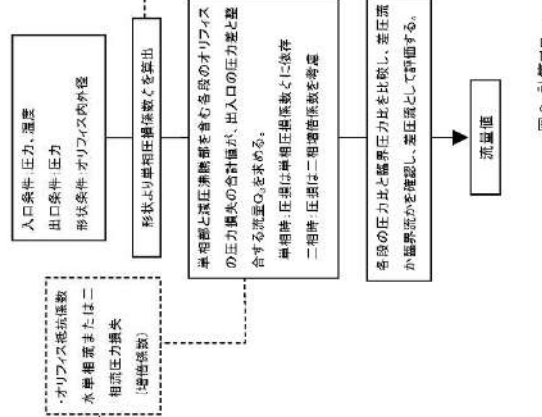 入口条件:圧力、温度
出口条件:圧力
形状条件:オリフィス内外径
形状より単相圧損係数ζを算出
・オリフィス抵抗係数
水単相流または二
相流圧力損失
(増倍係数)
単相部と減圧沸騰部を含む各段のオリフィス
の圧力損失の合計値が、出入口の圧力差と整
合する流量Q₀を求める。
単相時:圧損は単相圧損係数ζに依存
二相時:圧損は二相増倍係数を考慮
各段の圧力比と臨界圧力比を比較し、差圧流
か臨界流かを確認し、差圧流として評価する。
流量値